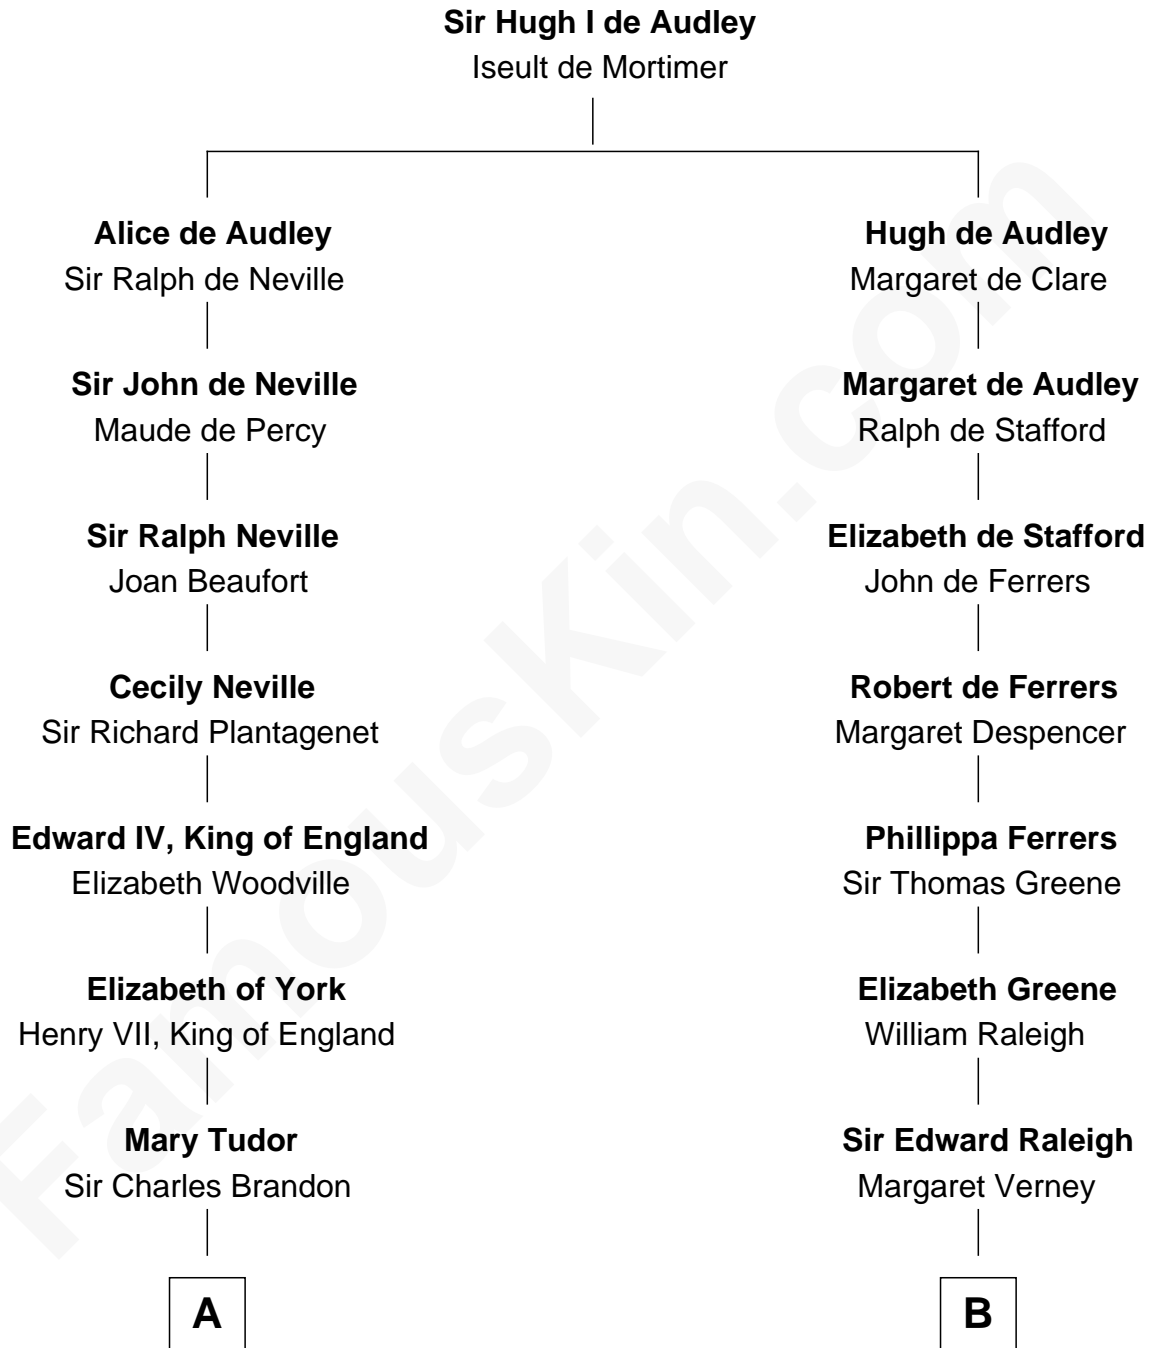 Sir Hugh I de Audley
Iseult de Mortimer
Alice de Audley
Sir Ralph de Neville
Hugh de Audley
Margaret de Clare
Sir John de Neville
Maude de Percy
Margaret de Audley
Ralph de Stafford
Sir Ralph Neville
Joan Beaufort
Elizabeth de Stafford
John de Ferrers
Cecily Neville
Sir Richard Plantagenet
Robert de Ferrers
Margaret Despencer
Edward IV, King of England
Elizabeth Woodville
Phillippa Ferrers
Sir Thomas Greene
Elizabeth of York
Henry VII, King of England
Elizabeth Greene
William Raleigh
Mary Tudor
Sir Charles Brandon
Sir Edward Raleigh
Margaret Verney
A
B
FamousKin.com